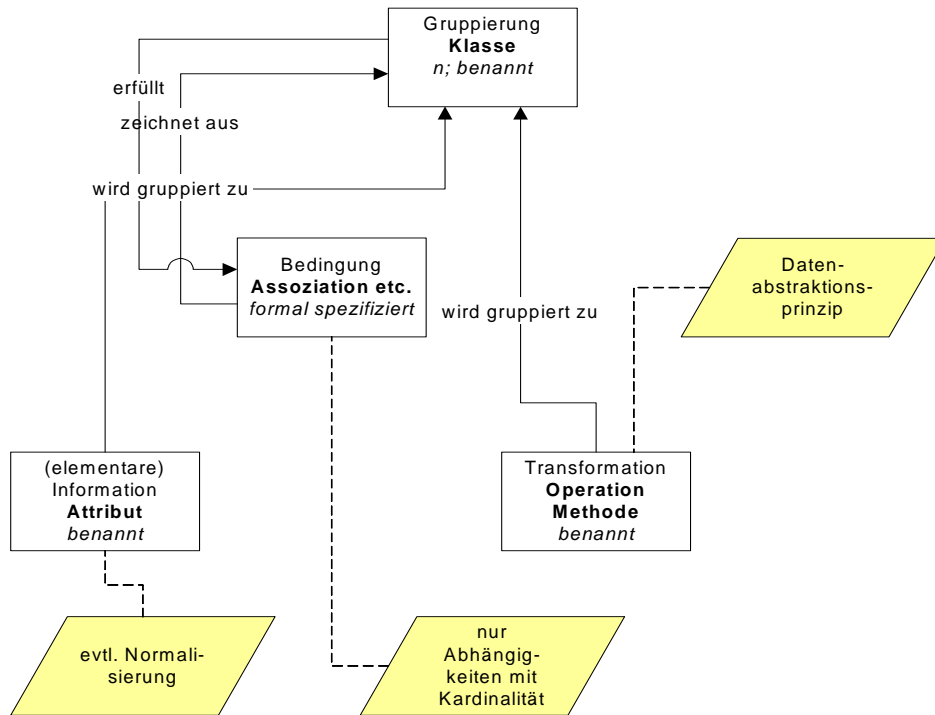 Gruppierung
Klasse
n; benannt
erfüllt
zeichnet aus
wird gruppiert zu
Bedingung
Assoziation etc.
formal spezifiziert
Daten-
abstraktions-
prinzip
wird gruppiert zu
(elementare)
Information
Attribut
benannt
Transformation
Operation
Methode
benannt
evtl. Normali-
sierung
nur
Abhängig-
keiten mit
Kardinalität